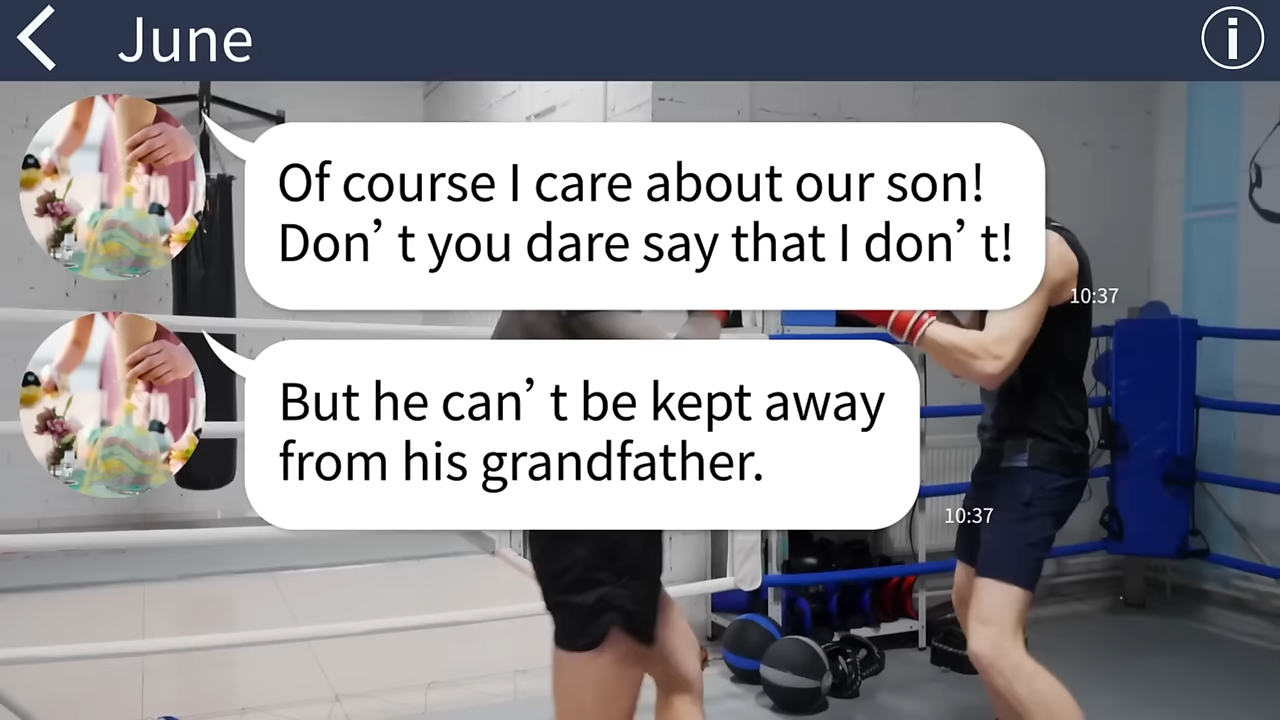 June
Of course I care about our son!
Don’t you dare say that I don’t!
10:37
But he can’t be kept away
from his grandfather.
10:37